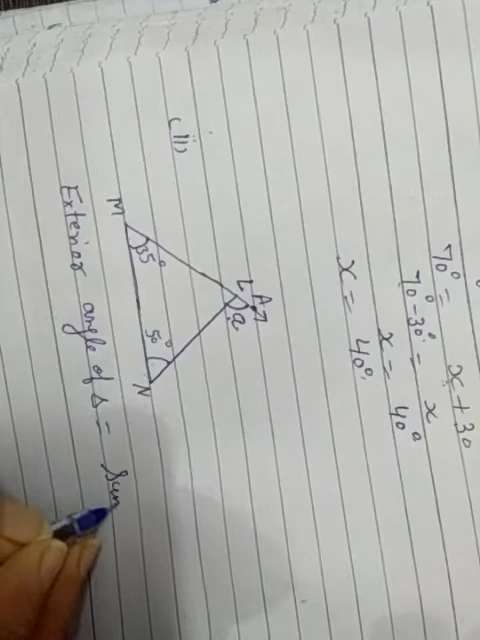 70° = x + 30
70° - 30° = x
x = 40°
x = 40°
(ii)
L A
a
M 35° 50° N
Exterior angle of Δ = Sum